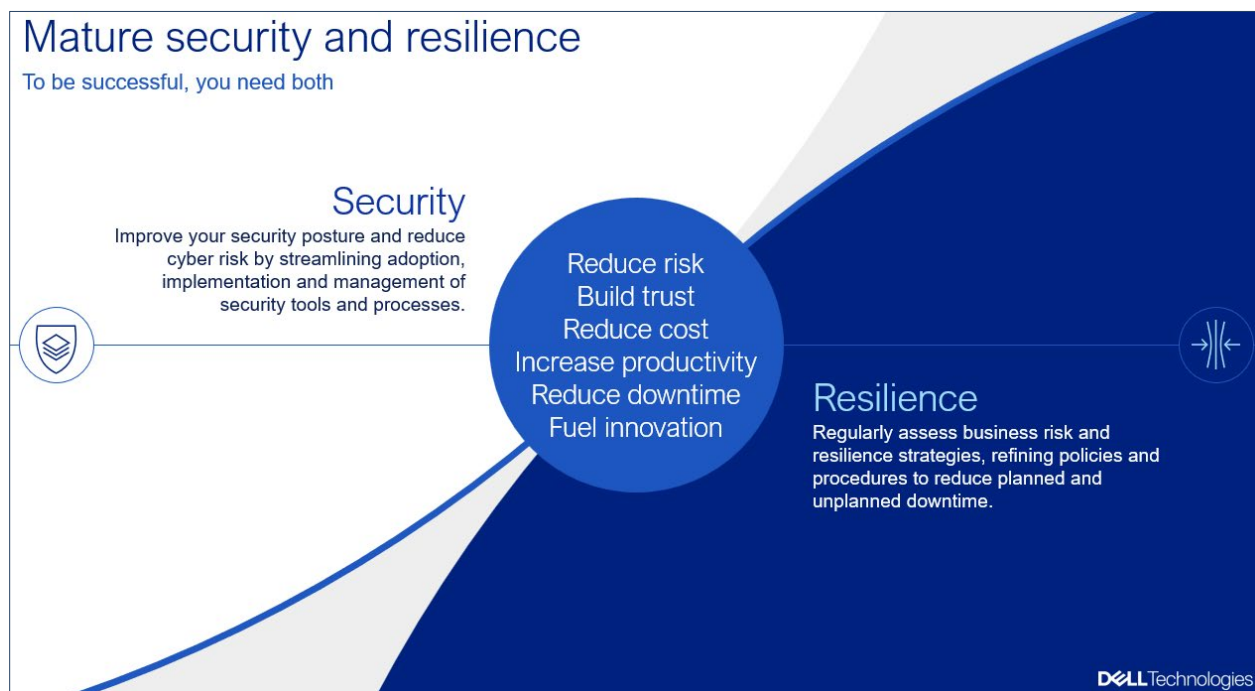 Mature security and resilience
To be successful, you need both
Security
Improve your security posture and reduce
cyber risk by streamlining adoption,
implementation and management of
security tools and processes.
Reduce risk
Build trust
Reduce cost
Increase productivity
Reduce downtime
Fuel innovation
Resilience
Regularly assess business risk and
resilience strategies, refining policies and
procedures to reduce planned and
unplanned downtime.
DELLTechnologies